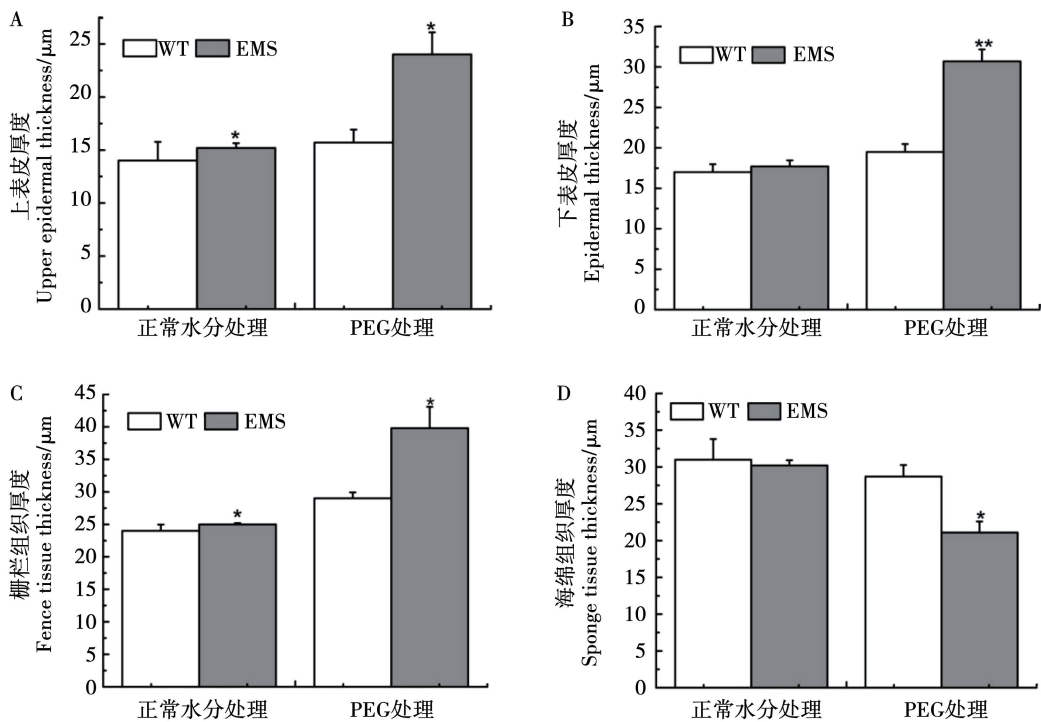 A
上表皮厚度
Upper epidermal thickness/μm
25
20
15
10
5
0
WT
EMS
*
*
正常水分处理
PEG处理
B
下表皮厚度
Epidermal thickness/μm
35
30
25
20
15
10
5
0
WT
EMS
**
正常水分处理
PEG处理
C
栅栏组织厚度
Fence tissue thickness/μm
45
40
35
30
25
20
15
10
5
0
WT
EMS
*
*
正常水分处理
PEG处理
D
海绵组织厚度
Sponge tissue thickness/μm
40
35
30
25
20
15
10
5
0
WT
EMS
*
正常水分处理
PEG处理